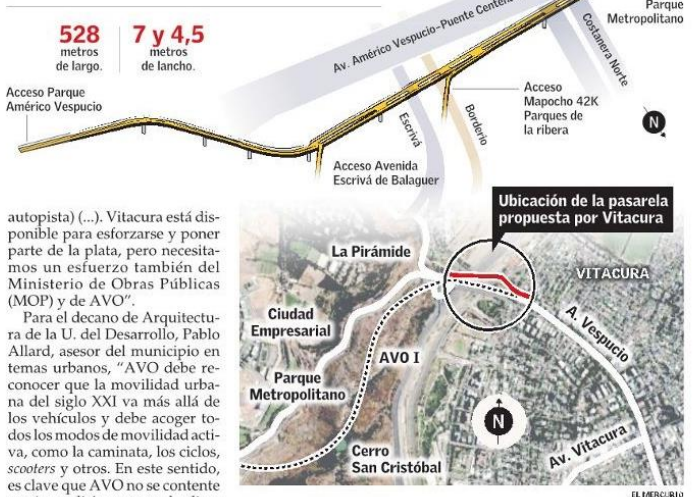 528
metros
de largo.
7 y 4,5
metros
de lancho.
Acceso Parque
Américo Vespucio
Av. Américo Vespucio-Puente Centen
Parque
Metropolitano
Costanera Norte
Escrivá
Borderio
Acceso
Mapocho 42K
Parques de
la ribera
N
Acceso Avenida
Escrivá de Balaguer
autopista) (...). Vitacura está dis-
ponible para esforzarse y poner
parte de la plata, pero necesita-
mos un esfuerzo también del
Ministerio de Obras Públicas
(MOP) y de AVO”.
Para el decano de Arquitectu-
ra de la U. del Desarrollo, Pablo
Allard, asesor del municipio en
temas urbanos, “AVO debe re-
conocer que la movilidad urba-
na del siglo XXI va más allá de
los vehículos y debe acoger to-
dos los modos de movilidad acti-
va, como la caminata, los ciclos,
scooters y otros. En este sentido,
es clave que AVO no se contente
Ubicación de la pasarela
propuesta por Vitacura
La Pirámide
VITACURA
Ciudad
Empresarial
AVO I
A. Vespucio
Parque
Metropolitano
N
Cerro
San Cristóbal
Av. Vitacura
EL MERCURIO